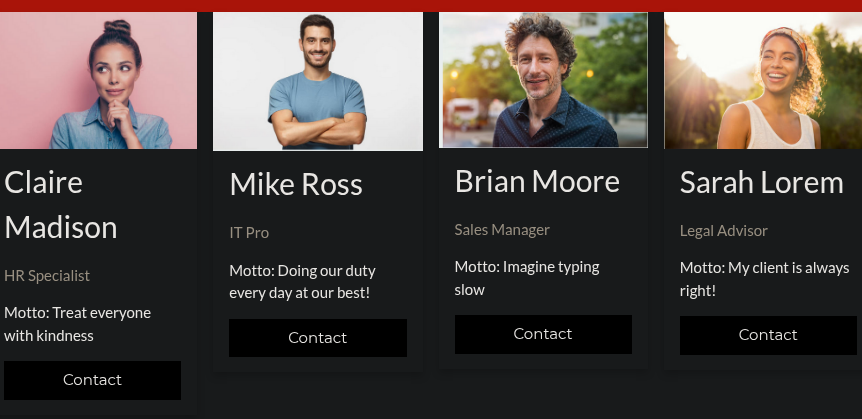 Claire
Madison
HR Specialist
Motto: Treat everyone
with kindness
Contact
Mike Ross
IT Pro
Motto: Doing our duty
every day at our best!
Contact
Brian Moore
Sales Manager
Motto: Imagine typing
slow
Contact
Sarah Lorem
Legal Advisor
Motto: My client is always
right!
Contact